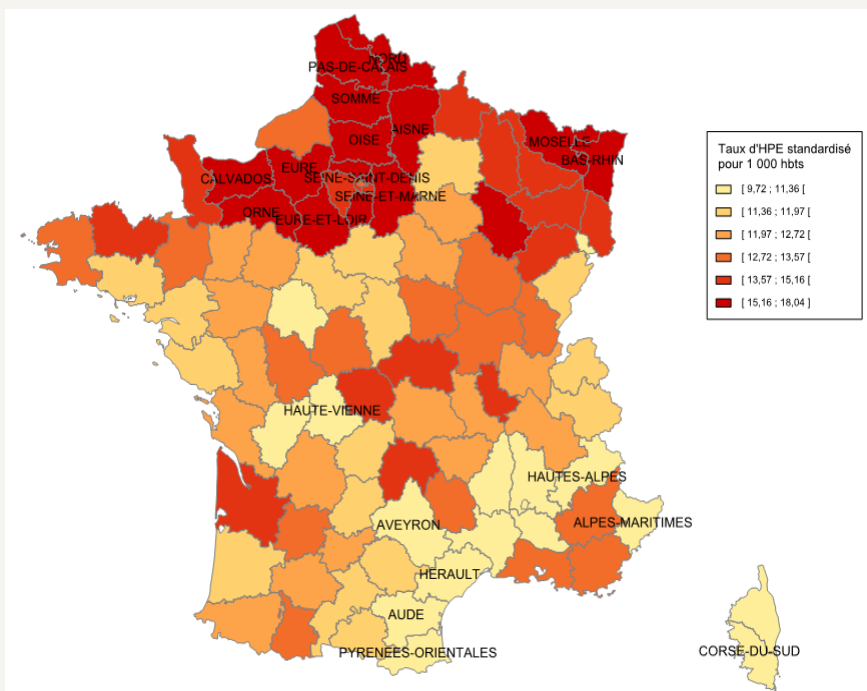 NORD
PAS-DE-CALAIS
SOMME
AISNE
OISE
MOSELLE
BAS-RHIN
EURE
SEINE-SAINT-DENIS
CALVADOS
SEINE-ET-MARNE
ORNE
EURE-ET-LOIR
HAUTE-VIENNE
HAUTES-ALPES
AVEYRON
ALPES-MARITIMES
HERAULT
AUDE
PYRENEES-ORIENTALES
CORSE-DU-SUD
Taux d'HPE standardisé
pour 1 000 hbts
[ 9,72 ; 11,36 [
[ 11,36 ; 11,97 [
[ 11,97 ; 12,72 [
[ 12,72 ; 13,57 [
[ 13,57 ; 15,16 [
[ 15,16 ; 18,04 ]